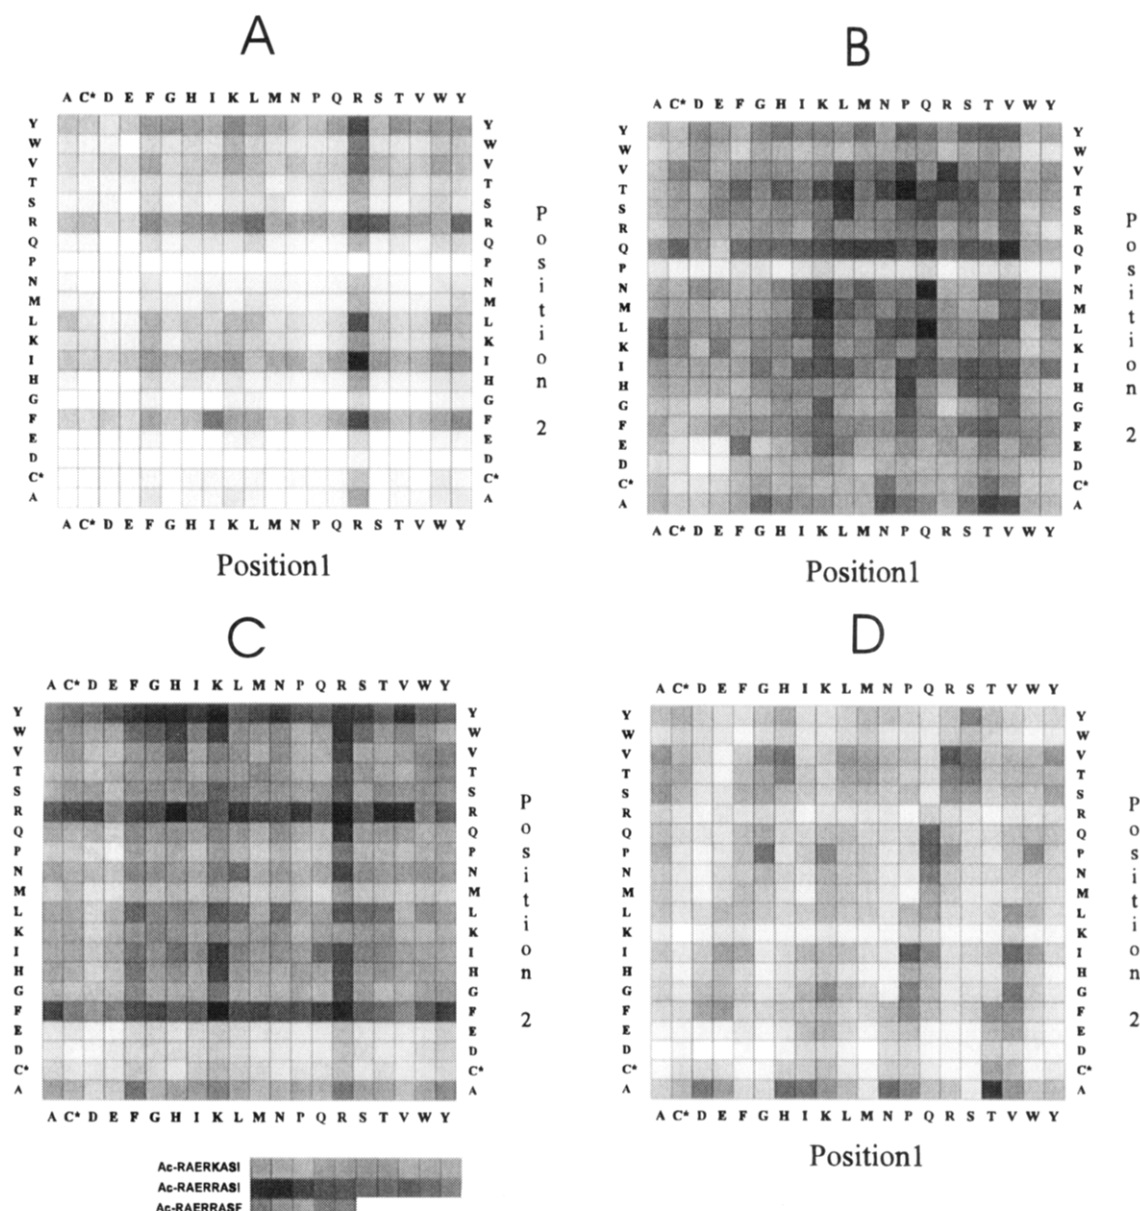 A
B
A C* D E F G H I K L M N P Q R S T V W Y
A C* D E F G H I K L M N P Q R S T V W Y
Y
W
V
T
S
R
Q
P
N
M
L
K
I
H
G
F
E
D
C*
A
Y
W
V
T
S
R
Q
P
N
M
L
K
I
H
G
F
E
D
C*
A
Position 2
Y
W
V
T
S
R
Q
P
N
M
L
K
I
H
G
F
E
D
C*
A
Y
W
V
T
S
R
Q
P
N
M
L
K
I
H
G
F
E
D
C*
A
Position 2
A C* D E F G H I K L M N P Q R S T V W Y
A C* D E F G H I K L M N P Q R S T V W Y
Position1
Position1
C
D
A C* D E F G H I K L M N P Q R S T V W Y
A C* D E F G H I K L M N P Q R S T V W Y
Y
W
V
T
S
R
Q
P
N
M
L
K
I
H
G
F
E
D
C*
A
Y
W
V
T
S
R
Q
P
N
M
L
K
I
H
G
F
E
D
C*
A
Position 2
Y
W
V
T
S
R
Q
P
N
M
L
K
I
H
G
F
E
D
C*
A
Y
W
V
T
S
R
Q
P
N
M
L
K
I
H
G
F
E
D
C*
A
Position 2
A C* D E F G H I K L M N P Q R S T V W Y
A C* D E F G H I K L M N P Q R S T V W Y
Position1
Ac-RAERKASI
Ac-RAERRASI
Ac-RAERRASF